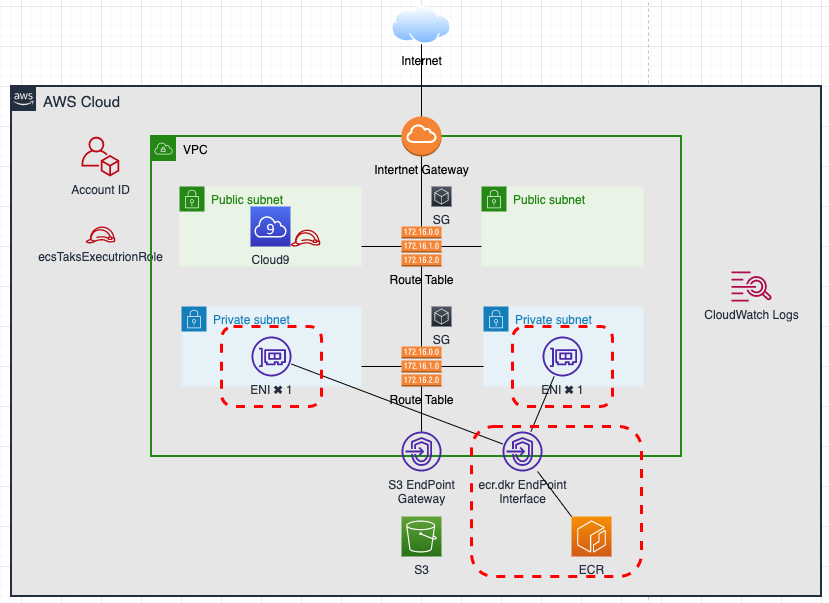 Internet
aws
AWS Cloud
VPC
Internet Gateway
Account ID
Public subnet
SG
Public subnet
9
172.16.0.0
172.16.1.0
172.16.2.0
Cloud9
ecsTaksExecutrionRole
Route Table
CloudWatch Logs
Private subnet
SG
Private subnet
172.16.0.0
172.16.1.0
172.16.2.0
ENI ✖ 1
ENI ✖ 1
Route Table
S3 EndPoint
Gateway
ecr.dkr EndPoint
Interface
S3
ECR